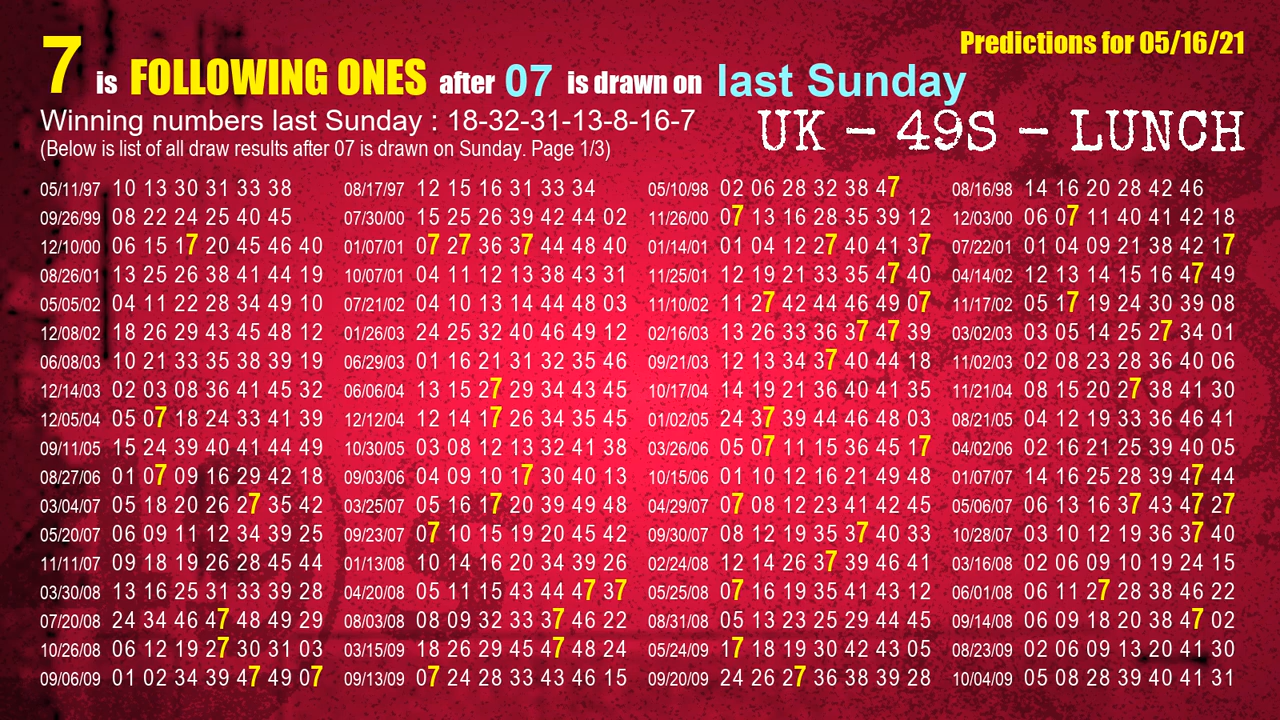 Predictions for 05/16/21
7 is FOLLOWING ONES after 07 is drawn on last Sunday
Winning numbers last Sunday : 18-32-31-13-8-16-7
UK - 49S - LUNCH
(Below is list of all draw results after 07 is drawn on Sunday. Page 1/3)
05/11/97 10 13 30 31 33 38 08/17/97 12 15 16 31 33 34 05/10/98 02 06 28 32 38 47 08/16/98 14 16 20 28 42 46
09/26/99 08 22 24 25 40 45 07/30/00 15 25 26 39 42 44 02 11/26/00 07 13 16 28 35 39 12 12/03/00 06 07 11 40 41 42 18
12/10/00 06 15 17 20 45 46 40 01/07/01 07 27 36 37 44 48 40 01/14/01 01 04 12 27 40 41 37 07/22/01 01 04 09 21 38 42 17
08/26/01 13 25 26 38 41 44 19 10/07/01 04 11 12 13 38 43 31 11/25/01 12 19 21 33 35 47 40 04/14/02 12 13 14 15 16 47 49
05/05/02 04 11 22 28 34 49 10 07/21/02 04 10 13 14 44 48 03 11/10/02 11 27 42 44 46 49 07 11/17/02 05 17 19 24 30 39 08
12/08/02 18 26 29 43 45 48 12 01/26/03 24 25 32 40 46 49 12 02/16/03 13 26 33 36 37 47 39 03/02/03 03 05 14 25 27 34 01
06/08/03 10 21 33 35 38 39 19 06/29/03 01 16 21 31 32 35 46 09/21/03 12 13 34 37 40 44 18 11/02/03 02 08 23 28 36 40 06
12/14/03 02 03 08 36 41 45 32 06/06/04 13 15 27 29 34 43 45 10/17/04 14 19 21 36 40 41 35 11/21/04 08 15 20 27 38 41 30
12/05/04 05 07 18 24 33 41 39 12/12/04 12 14 17 26 34 35 45 01/02/05 24 37 39 44 46 48 03 08/21/05 04 12 19 33 36 46 41
09/11/05 15 24 39 40 41 44 49 10/30/05 03 08 12 13 32 41 38 03/26/06 05 07 11 15 36 45 17 04/02/06 02 16 21 25 39 40 05
08/27/06 01 07 09 16 29 42 18 09/03/06 04 09 10 17 30 40 13 10/15/06 01 10 12 16 21 49 48 01/07/07 14 16 25 28 39 47 44
03/04/07 05 18 20 26 27 35 42 03/25/07 05 16 17 20 39 49 48 04/29/07 07 08 12 23 41 42 45 05/06/07 06 13 16 37 43 47 27
05/20/07 06 09 11 12 34 39 25 09/23/07 07 10 15 19 20 45 42 09/30/07 08 12 19 35 37 40 33 10/28/07 03 10 12 19 36 37 40
11/11/07 09 18 19 26 28 45 44 01/13/08 10 14 16 20 34 39 26 02/24/08 12 14 26 37 39 46 41 03/16/08 02 06 09 10 19 24 15
03/30/08 13 16 25 31 33 39 28 04/20/08 05 11 15 43 44 47 37 05/25/08 07 16 19 35 41 43 12 06/01/08 06 11 27 28 38 46 22
07/20/08 24 34 46 47 48 49 29 08/03/08 08 09 32 33 37 46 22 08/31/08 05 13 23 25 29 44 45 09/14/08 06 09 18 20 38 47 02
10/26/08 06 12 19 27 30 31 03 03/15/09 18 26 29 45 47 48 24 05/24/09 17 18 19 30 42 43 05 08/23/09 02 06 09 13 20 41 30
09/06/09 01 02 34 39 47 49 07 09/13/09 07 24 28 33 43 46 15 09/20/09 24 26 27 36 38 39 28 10/04/09 05 08 28 39 40 41 31